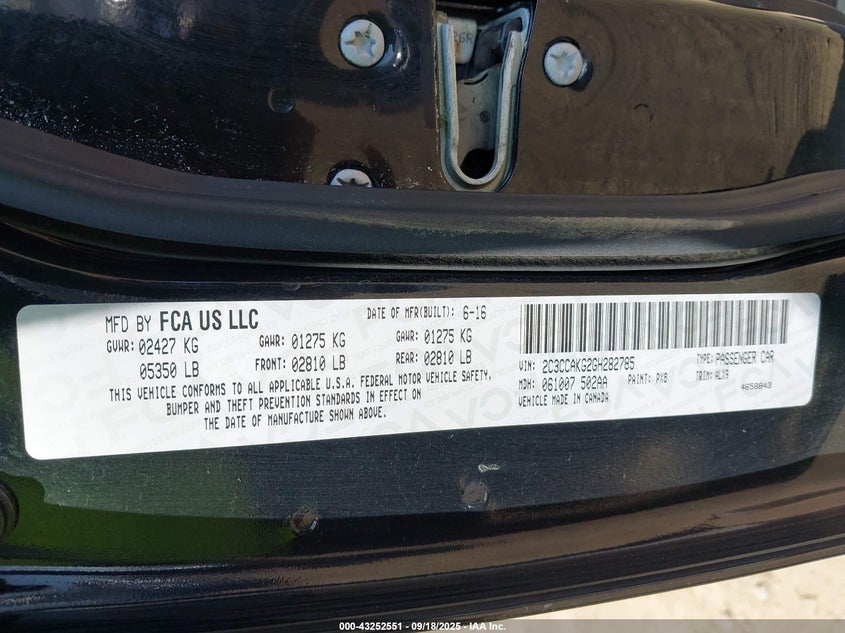 MFD BY FCA US LLC
DATE OF MFR(BUILT): 6-16
GVWR: 02427 KG
GAWR: 01275 KG
GAWR: 01275 KG
05350 LB
FRONT: 02810 LB
REAR: 02810 LB
THIS VEHICLE CONFORMS TO ALL APPLICABLE U.S.A. FEDERAL MOTOR VEHICLE SAFETY,
BUMPER AND THEFT PREVENTION STANDARDS IN EFFECT ON
THE DATE OF MANUFACTURE SHOWN ABOVE.
VIN: 2C3CCAKG2GH282785
TYPE: PASSENGER CAR
MDH: 061007 502AA
PAINT: PX8
TRIM: ALX9
VEHICLE MADE IN CANADA
4658843
000-43252551 - 09/18/2025 - IAA Inc.